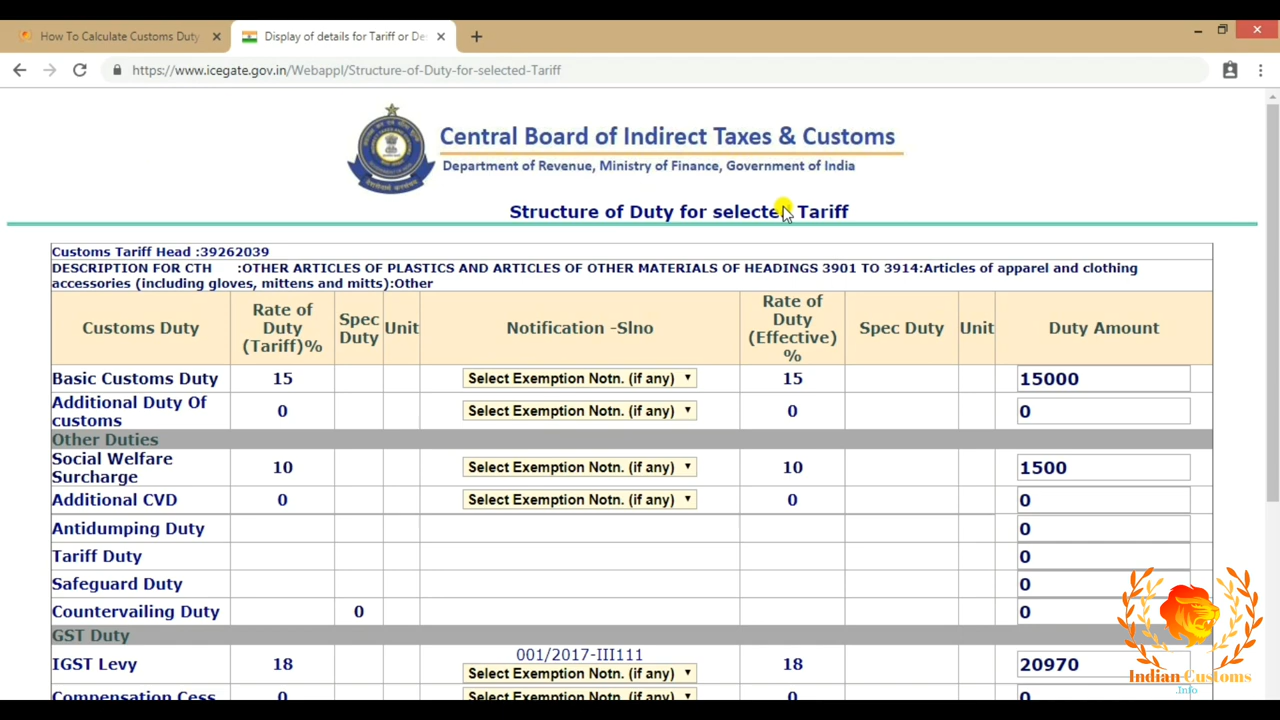 How To Calculate Customs Duty
Display of details for Tariff or De
https://www.icegate.gov.in/Webappl/Structure-of-Duty-for-selected-Tariff
Central Board of Indirect Taxes & Customs
Department of Revenue, Ministry of Finance, Government of India
Structure of Duty for selected Tariff
Customs Tariff Head :39262039
DESCRIPTION FOR CTH :OTHER ARTICLES OF PLASTICS AND ARTICLES OF OTHER MATERIALS OF HEADINGS 3901 TO 3914:Articles of apparel and clothing
accessories (including gloves, mittens and mitts):Other
Customs Duty Rate of Duty (Tariff)% Spec Duty Unit Notification -Slno Rate of Duty (Effective) % Spec Duty Unit Duty Amount
Basic Customs Duty 15 Select Exemption Notn. (if any) 15 15000
Additional Duty Of customs 0 Select Exemption Notn. (if any) 0 0
Other Duties
Social Welfare Surcharge 10 Select Exemption Notn. (if any) 10 1500
Additional CVD 0 Select Exemption Notn. (if any) 0 0
Antidumping Duty 0
Tariff Duty 0
Safeguard Duty 0
Countervailing Duty 0 0
GST Duty
001/2017-III111
IGST Levy 18 Select Exemption Notn. (if any) 18 20970
Compensation Cess 0 Select Exemption Notn. (if any) 0 0
Indian Customs
.Info